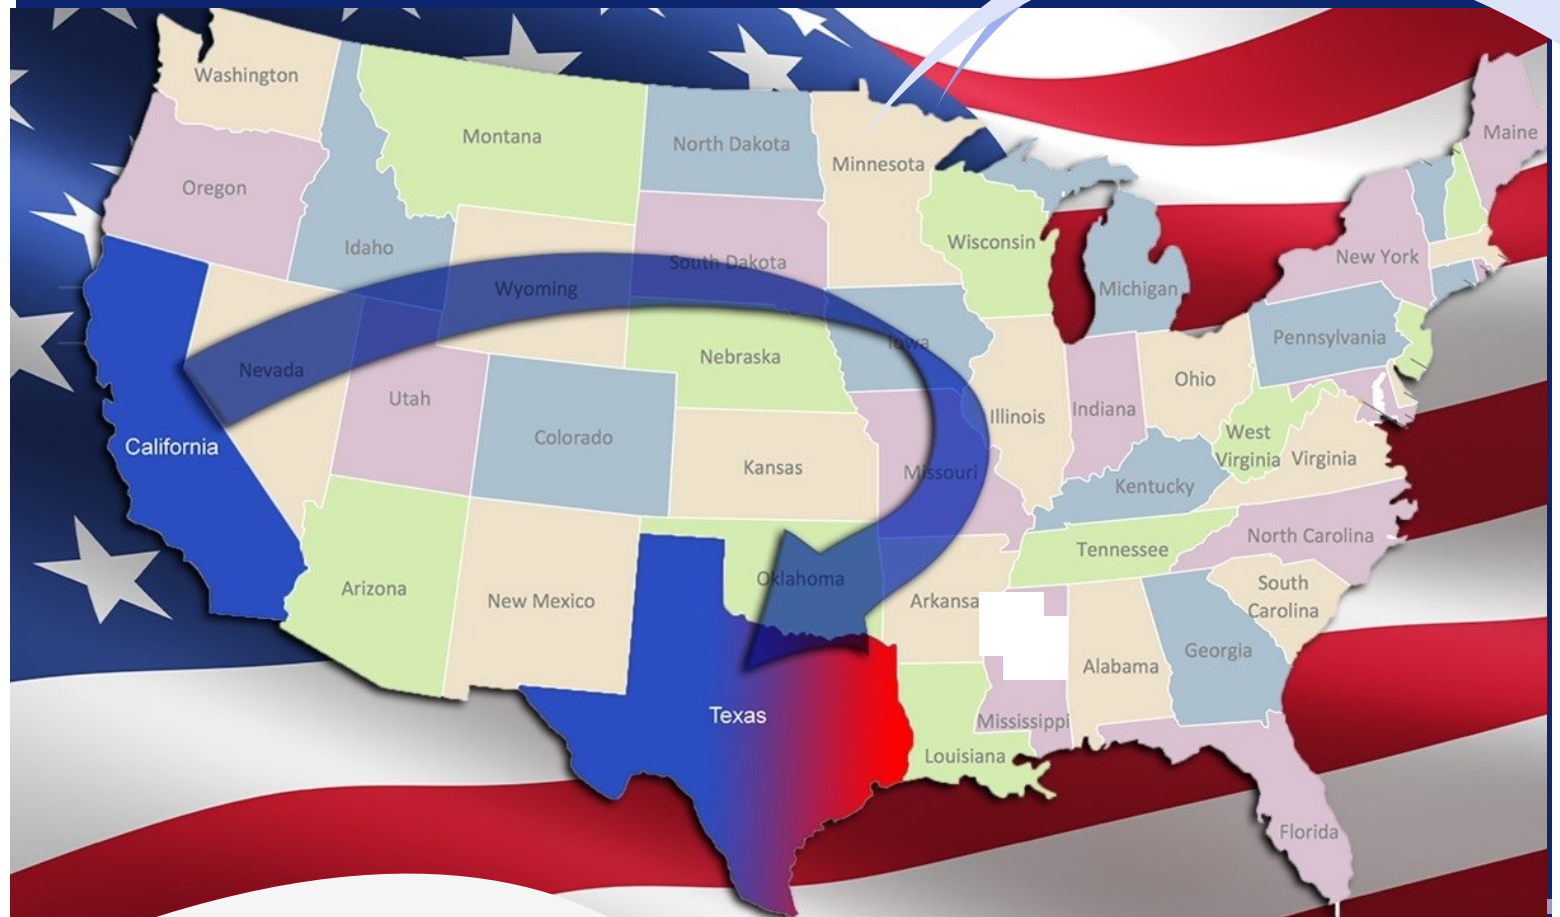 Washington
Montana
North Dakota
Minnesota
Maine
Oregon
Idaho
Wyoming
South Dakota
Wisconsin
Michigan
New York
Nevada
Utah
Nebraska
Iowa
Pennsylvania
Ohio
Illinois
Indiana
California
Colorado
Kansas
Missouri
West
Virginia
Virginia
Kentucky
North Carolina
Tennessee
Arizona
New Mexico
Oklahoma
Arkansa
South
Carolina
Georgia
Alabama
Texas
Mississippi
Louisiana
Florida